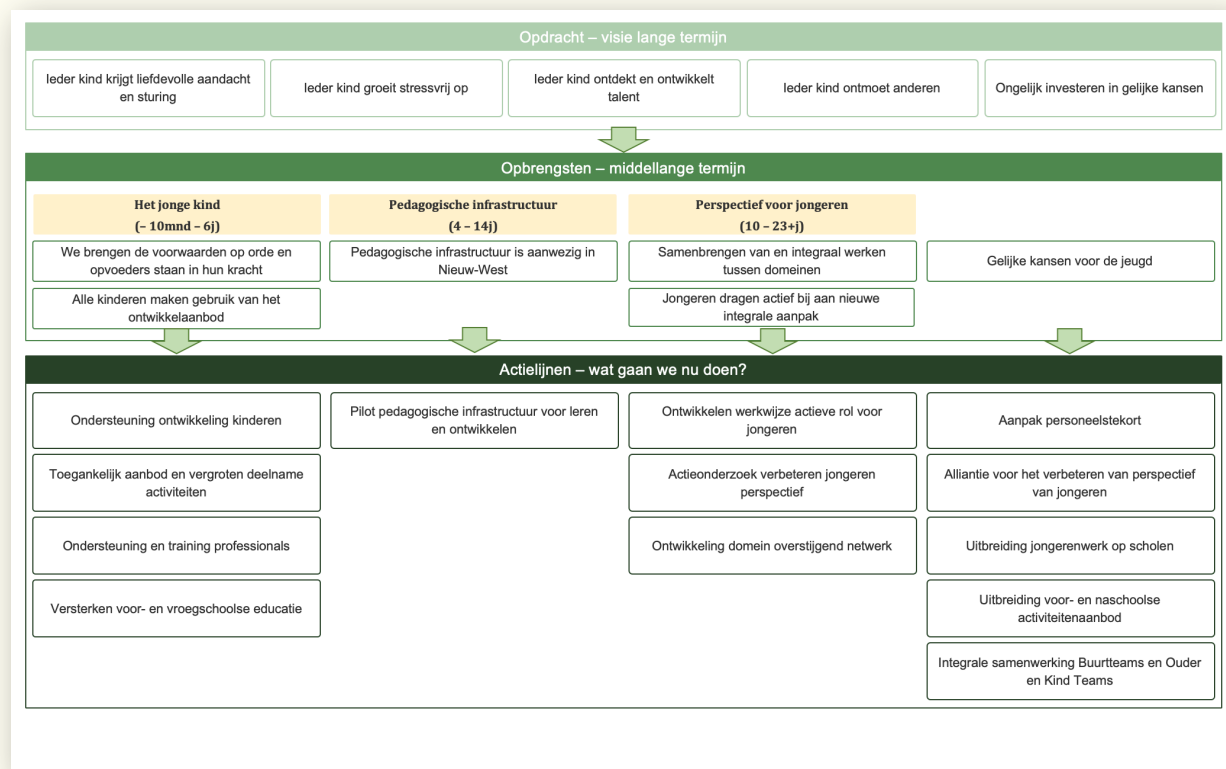 Opdracht – visie lange termijn
Ieder kind krijgt liefdevolle aandacht
en sturing
Ieder kind groeit stressvrij op
Ieder kind ontdekt en ontwikkelt
talent
Ieder kind ontmoet anderen
Ongelijk investeren in gelijke kansen
Opbrengsten – middellange termijn
Het jonge kind
(– 10mnd – 6j)
We brengen de voorwaarden op orde en
opvoeders staan in hun kracht
Alle kinderen maken gebruik van het
ontwikkelaanbod
Pedagogische infrastructuur
(4 – 14j)
Pedagogische infrastructuur is aanwezig in
Nieuw-West
Perspectief voor jongeren
(10 – 23+j)
Samenbrengen van en integraal werken
tussen domeinen
Jongeren dragen actief bij aan nieuwe
integrale aanpak
Gelijke kansen voor de jeugd
Actielijnen – wat gaan we nu doen?
Ondersteuning ontwikkeling kinderen
Toegankelijk aanbod en vergroten deelname
activiteiten
Ondersteuning en training professionals
Versterken voor- en vroegschoolse educatie
Pilot pedagogische infrastructuur voor leren
en ontwikkelen
Ontwikkelen werkwijze actieve rol voor
jongeren
Actieonderzoek verbeteren jongeren
perspectief
Ontwikkeling domein overstijgend netwerk
Aanpak personeelstekort
Alliantie voor het verbeteren van perspectief
van jongeren
Uitbreiding jongerenwerk op scholen
Uitbreiding voor- en naschoolse
activiteitenaanbod
Integrale samenwerking Buurtteams en Ouder
en Kind Teams